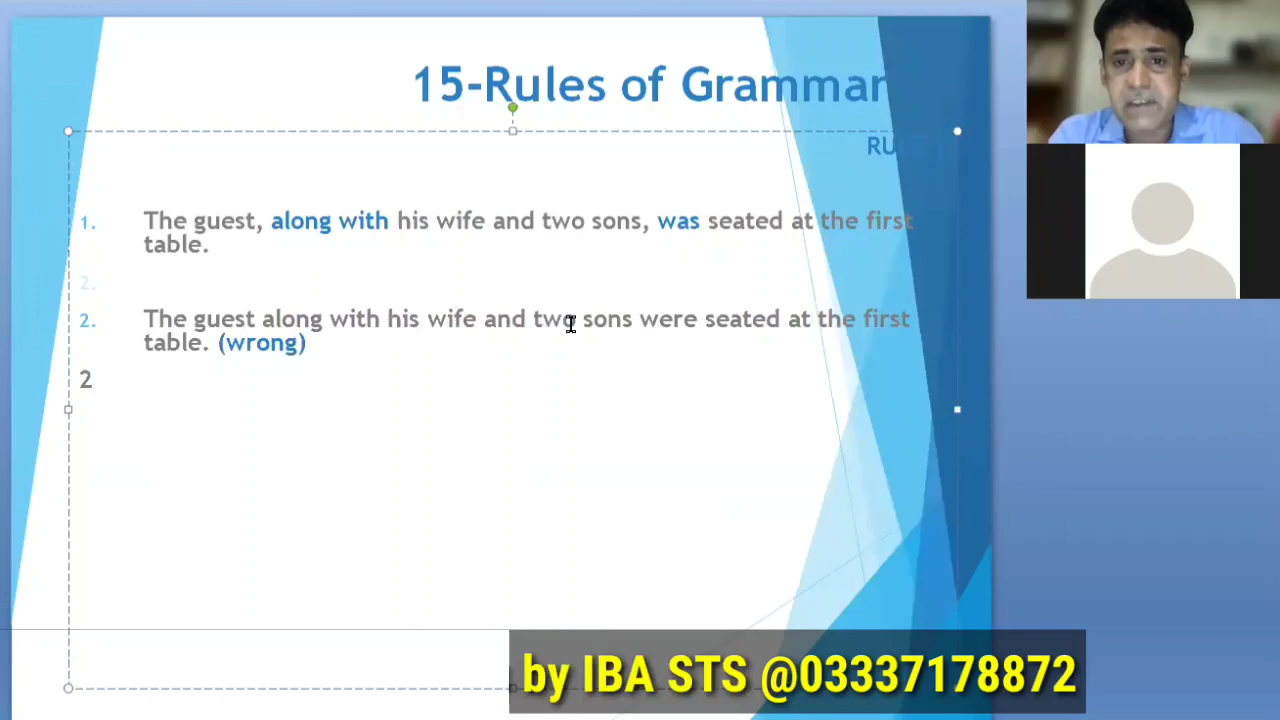 15-Rules of Grammar
1. The guest, along with his wife and two sons, was seated at the first
table.
2.
2. The guest along with his wife and two sons were seated at the first
table. (wrong)
2
by IBA STS @03337178872